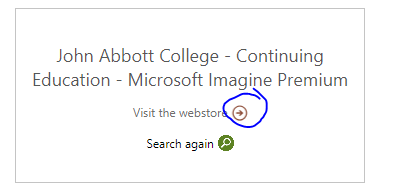 John Abbott College - Continuing
Education - Microsoft Imagine Premium
Visit the webstore
Search again